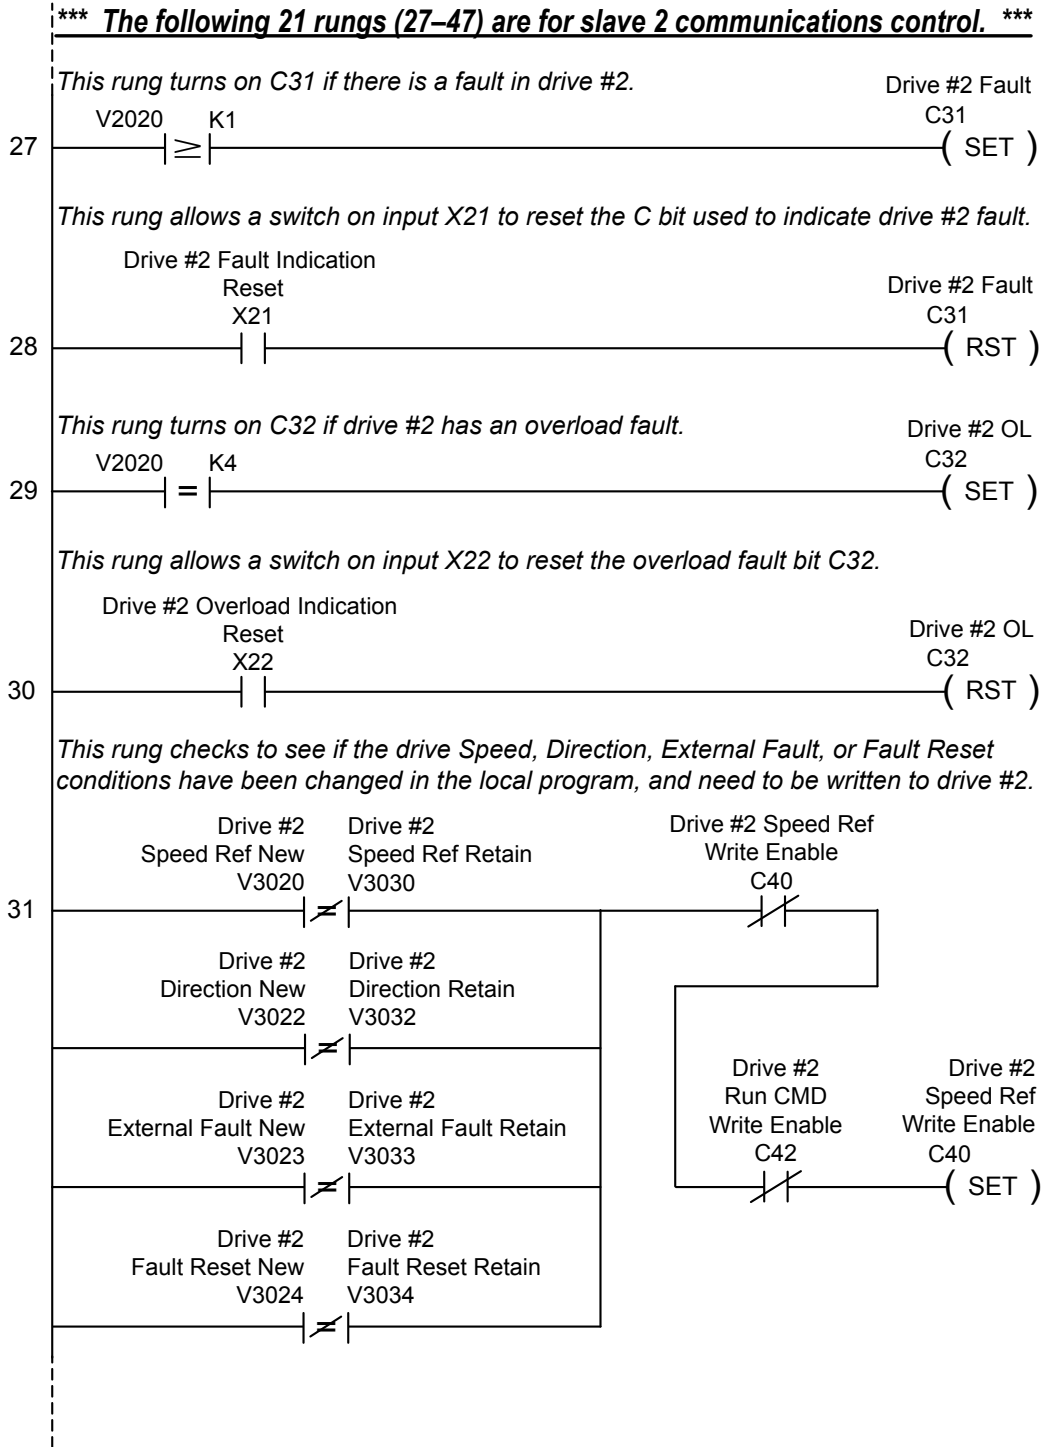 *** The following 21 rungs (27–47) are for slave 2 communications control. ***
This rung turns on C31 if there is a fault in drive #2.
Drive #2 Fault
V2020 K1
C31
27
≥
( SET )
This rung allows a switch on input X21 to reset the C bit used to indicate drive #2 fault.
Drive #2 Fault Indication
Reset
X21
Drive #2 Fault
C31
28
( RST )
This rung turns on C32 if drive #2 has an overload fault.
Drive #2 OL
V2020 K4
C32
29
=
( SET )
This rung allows a switch on input X22 to reset the overload fault bit C32.
Drive #2 Overload Indication
Reset
X22
Drive #2 OL
C32
30
( RST )
This rung checks to see if the drive Speed, Direction, External Fault, or Fault Reset
conditions have been changed in the local program, and need to be written to drive #2.
Drive #2
Speed Ref New
V3020
Drive #2
Speed Ref Retain
V3030
Drive #2 Speed Ref
Write Enable
C40
31
≠
Drive #2
Direction New
V3022
Drive #2
Direction Retain
V3032
≠
Drive #2
External Fault New
V3023
Drive #2
External Fault Retain
V3033
≠
Drive #2
Run CMD
Write Enable
C42
Drive #2
Speed Ref
Write Enable
C40
( SET )
Drive #2
Fault Reset New
V3024
Drive #2
Fault Reset Retain
V3034
≠